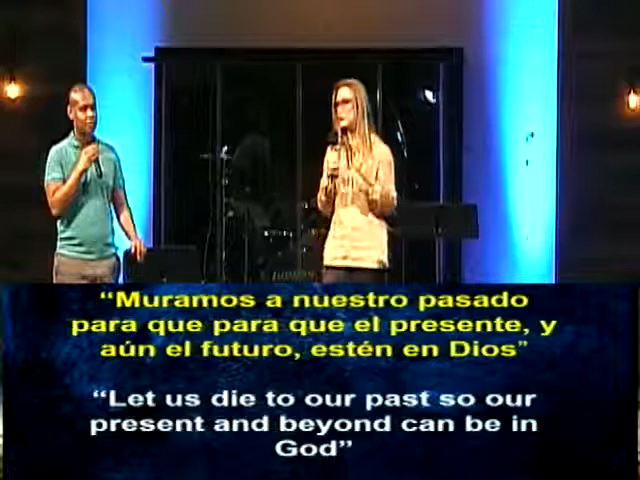 “Muramos a nuestro pasado
para que para que el presente, y
aún el futuro, estén en Dios”
“Let us die to our past so our
present and beyond can be in
God”